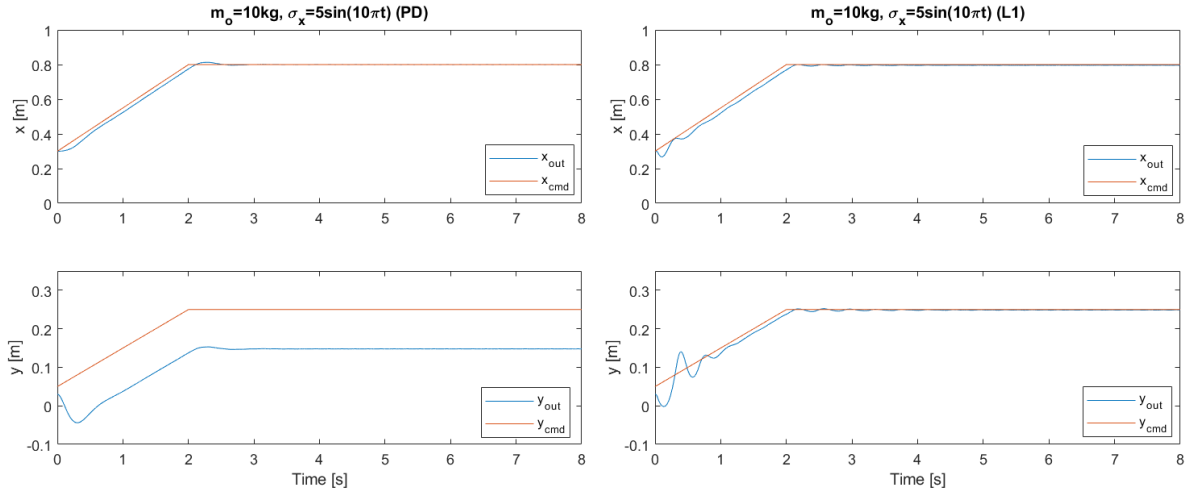 m_o=10kg, σ_x=5sin(10πt) (PD)
1
0.8
0.6
0.4
0.2
0
x [m]
x_out
x_cmd
0 1 2 3 4 5 6 7 8
m_o=10kg, σ_x=5sin(10πt) (L1)
1
0.8
0.6
0.4
0.2
0
x [m]
x_out
x_cmd
0 1 2 3 4 5 6 7 8
0.3
0.2
0.1
0
-0.1
y [m]
y_out
y_cmd
0 1 2 3 4 5 6 7 8
Time [s]
0.3
0.2
0.1
0
-0.1
y [m]
y_out
y_cmd
0 1 2 3 4 5 6 7 8
Time [s]